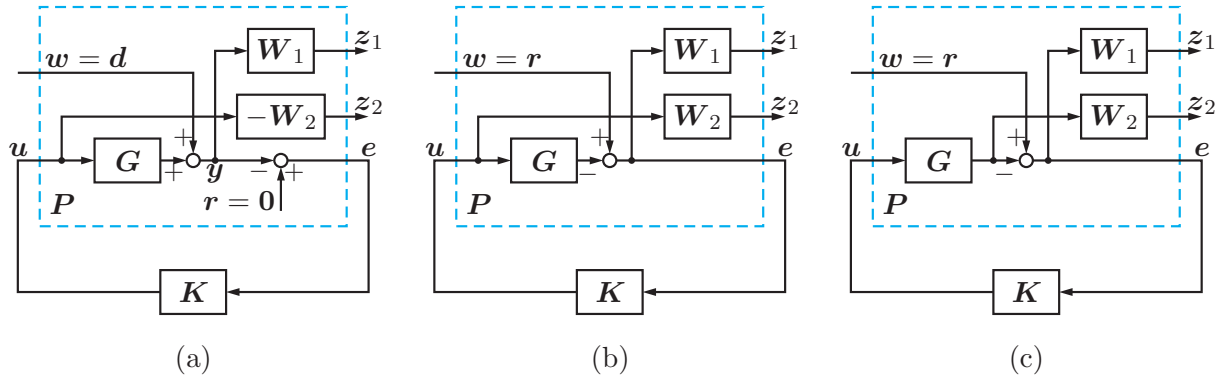 w = d
W1
z1
-W2
z2
u
G
+
+
y
-
+
e
r = 0
P
K
(a)
w = r
W1
z1
W2
z2
u
G
+
-
e
P
K
(b)
w = r
W1
z1
W2
z2
u
G
+
-
e
P
K
(c)